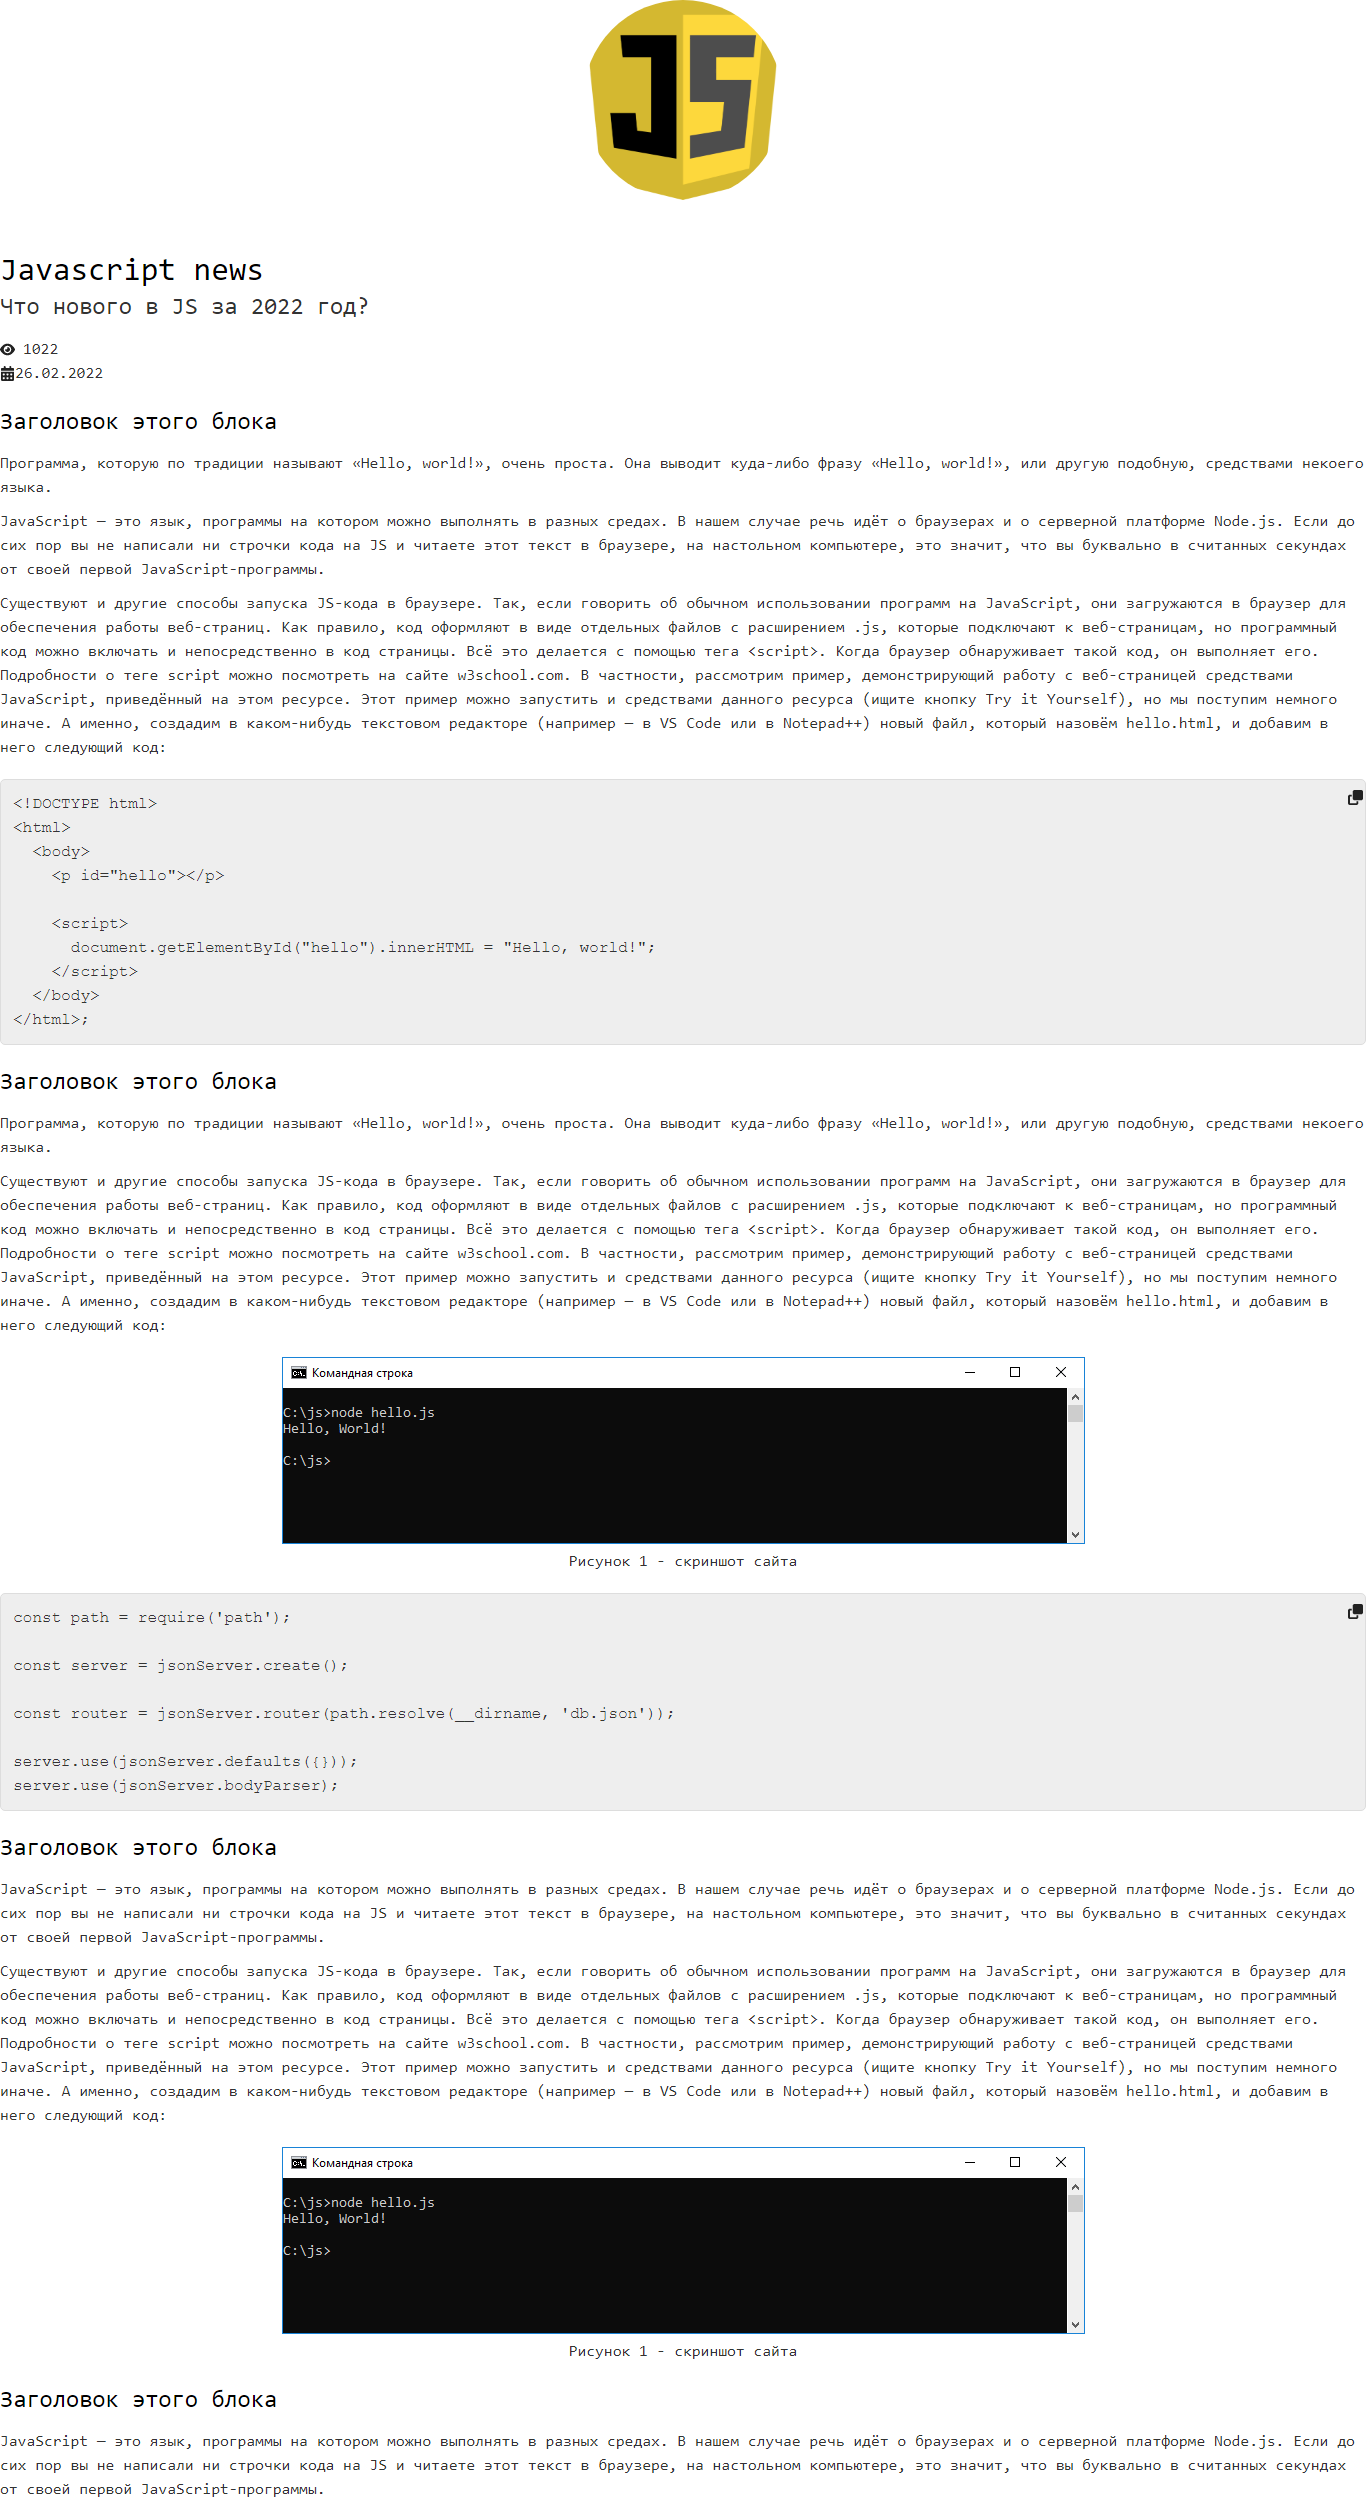 JS
Javascript news
Что нового в JS за 2022 год?
1022
26.02.2022
Заголовок этого блока
Программа, которую по традиции называют «Hello, world!», очень проста. Она выводит куда-либо фразу «Hello, world!», или другую подобную, средствами некоего
языка.
JavaScript — это язык, программы на котором можно выполнять в разных средах. В нашем случае речь идёт о браузерах и о серверной платформе Node.js. Если до
сих пор вы не написали ни строчки кода на JS и читаете этот текст в браузере, на настольном компьютере, это значит, что вы буквально в считанных секундах
от своей первой JavaScript-программы.
Существуют и другие способы запуска JS-кода в браузере. Так, если говорить об обычном использовании программ на JavaScript, они загружаются в браузер для
обеспечения работы веб-страниц. Как правило, код оформляют в виде отдельных файлов с расширением .js, которые подключают к веб-страницам, но программный
код можно включать и непосредственно в код страницы. Всё это делается с помощью тега <script>. Когда браузер обнаруживает такой код, он выполняет его.
Подробности о теге script можно посмотреть на сайте w3school.com. В частности, рассмотрим пример, демонстрирующий работу с веб-страницей средствами
JavaScript, приведённый на этом ресурсе. Этот пример можно запустить и средствами данного ресурса (ищите кнопку Try it Yourself), но мы поступим немного
иначе. А именно, создадим в каком-нибудь текстовом редакторе (например — в VS Code или в Notepad++) новый файл, который назовём hello.html, и добавим в
него следующий код:
<!DOCTYPE html>
<html>
  <body>
    <p id="hello"></p>
    <script>
      document.getElementById("hello").innerHTML = "Hello, world!";
    </script>
  </body>
</html>;
Заголовок этого блока
Программа, которую по традиции называют «Hello, world!», очень проста. Она выводит куда-либо фразу «Hello, world!», или другую подобную, средствами некоего
языка.
Существуют и другие способы запуска JS-кода в браузере. Так, если говорить об обычном использовании программ на JavaScript, они загружаются в браузер для
обеспечения работы веб-страниц. Как правило, код оформляют в виде отдельных файлов с расширением .js, которые подключают к веб-страницам, но программный
код можно включать и непосредственно в код страницы. Всё это делается с помощью тега <script>. Когда браузер обнаруживает такой код, он выполняет его.
Подробности о теге script можно посмотреть на сайте w3school.com. В частности, рассмотрим пример, демонстрирующий работу с веб-страницей средствами
JavaScript, приведённый на этом ресурсе. Этот пример можно запустить и средствами данного ресурса (ищите кнопку Try it Yourself), но мы поступим немного
иначе. А именно, создадим в каком-нибудь текстовом редакторе (например — в VS Code или в Notepad++) новый файл, который назовём hello.html, и добавим в
него следующий код:
Командная строка
C:\js>node hello.js
Hello, World!
C:\js>
Рисунок 1 - скриншот сайта
const path = require('path');
const server = jsonServer.create();
const router = jsonServer.router(path.resolve(__dirname, 'db.json'));
server.use(jsonServer.defaults({}));
server.use(jsonServer.bodyParser);
Заголовок этого блока
JavaScript — это язык, программы на котором можно выполнять в разных средах. В нашем случае речь идёт о браузерах и о серверной платформе Node.js. Если до
сих пор вы не написали ни строчки кода на JS и читаете этот текст в браузере, на настольном компьютере, это значит, что вы буквально в считанных секундах
от своей первой JavaScript-программы.
Существуют и другие способы запуска JS-кода в браузере. Так, если говорить об обычном использовании программ на JavaScript, они загружаются в браузер для
обеспечения работы веб-страниц. Как правило, код оформляют в виде отдельных файлов с расширением .js, которые подключают к веб-страницам, но программный
код можно включать и непосредственно в код страницы. Всё это делается с помощью тега <script>. Когда браузер обнаруживает такой код, он выполняет его.
Подробности о теге script можно посмотреть на сайте w3school.com. В частности, рассмотрим пример, демонстрирующий работу с веб-страницей средствами
JavaScript, приведённый на этом ресурсе. Этот пример можно запустить и средствами данного ресурса (ищите кнопку Try it Yourself), но мы поступим немного
иначе. А именно, создадим в каком-нибудь текстовом редакторе (например — в VS Code или в Notepad++) новый файл, который назовём hello.html, и добавим в
него следующий код:
Командная строка
C:\js>node hello.js
Hello, World!
C:\js>
Рисунок 1 - скриншот сайта
Заголовок этого блока
JavaScript — это язык, программы на котором можно выполнять в разных средах. В нашем случае речь идёт о браузерах и о серверной платформе Node.js. Если до
сих пор вы не написали ни строчки кода на JS и читаете этот текст в браузере, на настольном компьютере, это значит, что вы буквально в считанных секундах
от своей первой JavaScript-программы.